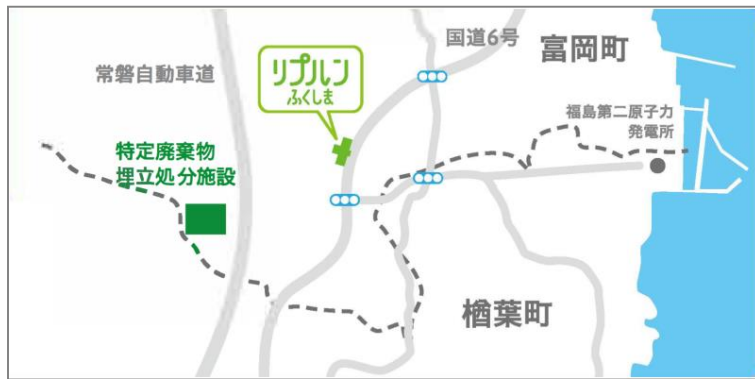 国道6号
富岡町
常磐自動車道
リプルン
ふくしま
福島第二原子力
発電所
特定廃棄物
埋立処分施設
楢葉町